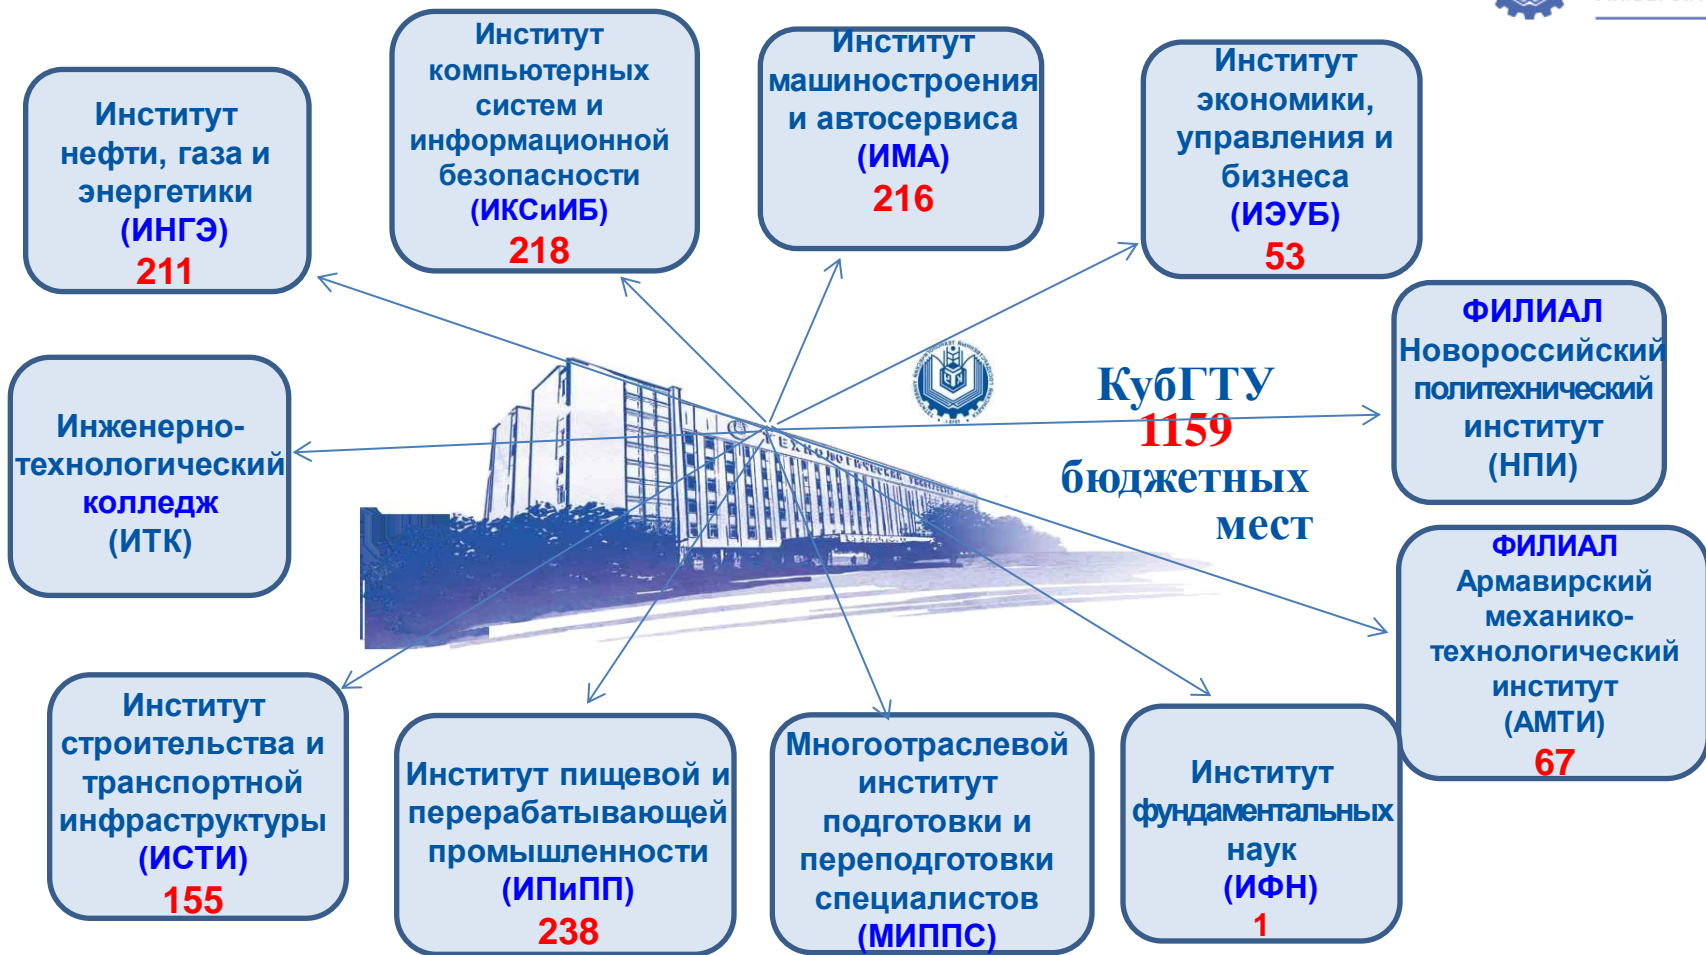 Институт
нефти, газа и
энергетики
(ИНГЭ)
211
Институт
компьютерных
систем и
информационной
безопасности
(ИКСиИБ)
218
Институт
машиностроения
и автосервиса
(ИМА)
216
Институт
экономики,
управления и
бизнеса
(ИЭУБ)
53
ФИЛИАЛ
Новороссийский
политехнический
институт
(НПИ)
Инженерно-
технологический
колледж
(ИТК)
КубГТУ
1159
бюджетных
мест
ТЕХНОЛОГИЧЕСКИЙ УНИВЕРСИТЕТ
ФИЛИАЛ
Армавирский
механико-
технологический
институт
(АМТИ)
67
Институт
строительства и
транспортной
инфраструктуры
(ИСТИ)
155
Институт пищевой и
перерабатывающей
промышленности
(ИПиПП)
238
Многоотраслевой
институт
подготовки и
переподготовки
специалистов
(МИППС)
Институт
фундаментальных
наук
(ИФН)
1